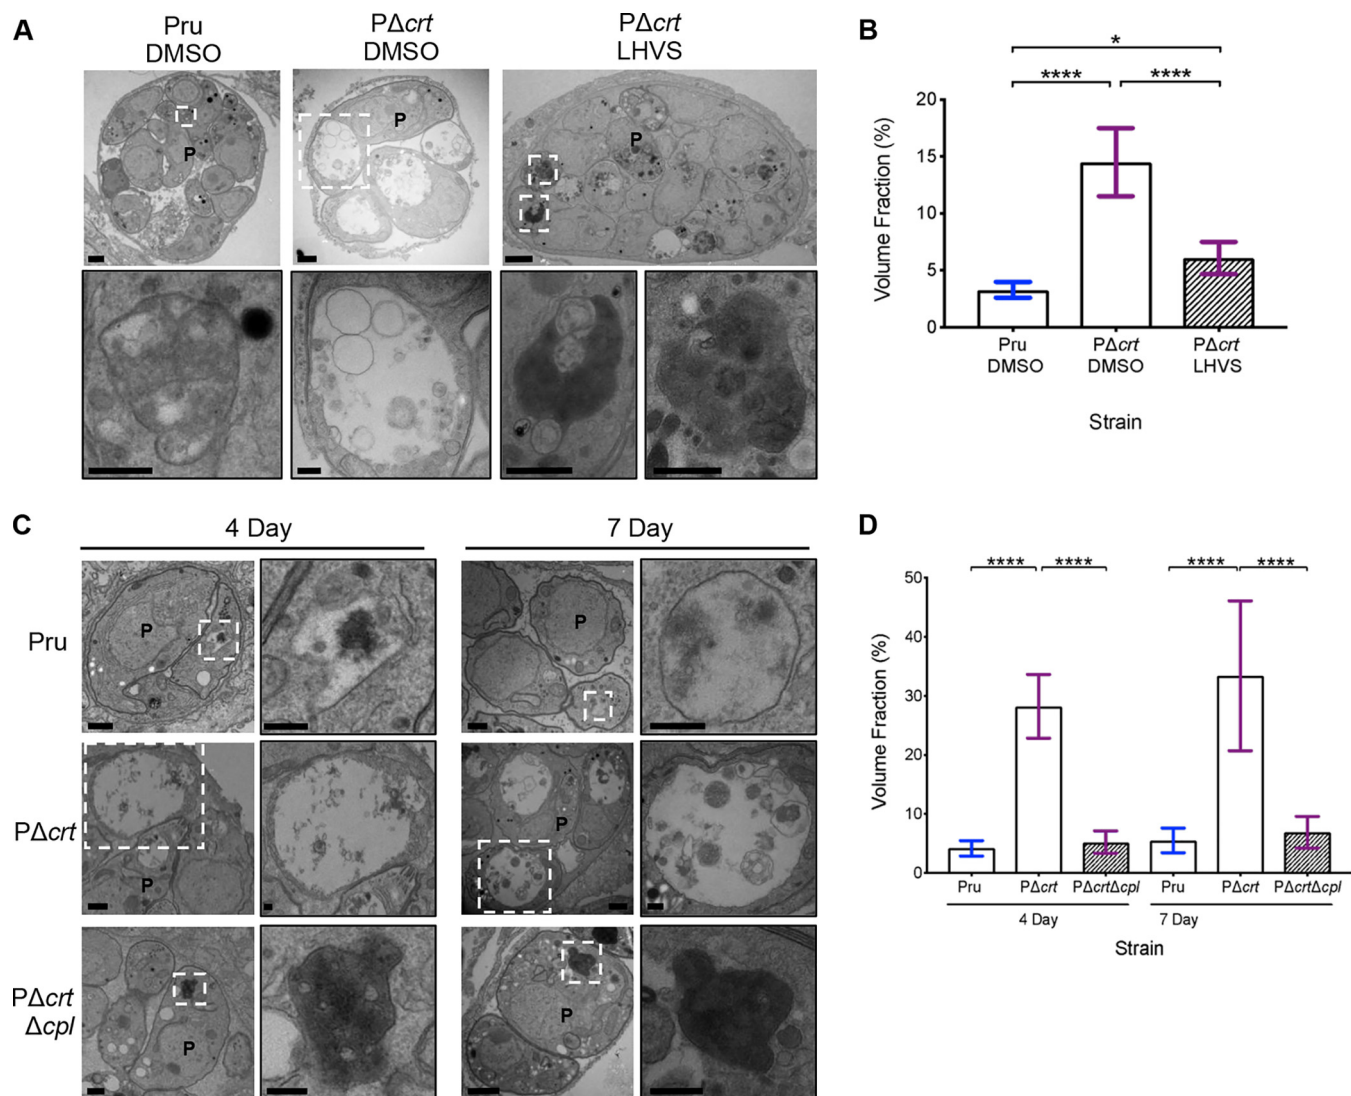 A
Pru
DMSO
PΔcrt
DMSO
PΔcrt
LHVS
P
P
P
B
*
****
****
Volume Fraction (%)
20
15
10
5
0
Pru
DMSO
PΔcrt
DMSO
PΔcrt
LHVS
Strain
C
4 Day
7 Day
Pru
P
P
PΔcrt
P
P
PΔcrt
Δcpl
P
P
D
****
****
****
****
Volume Fraction (%)
50
40
30
20
10
0
Pru
PΔcrt
PΔcrtΔcpl
Pru
PΔcrt
PΔcrtΔcpl
4 Day
7 Day
Strain